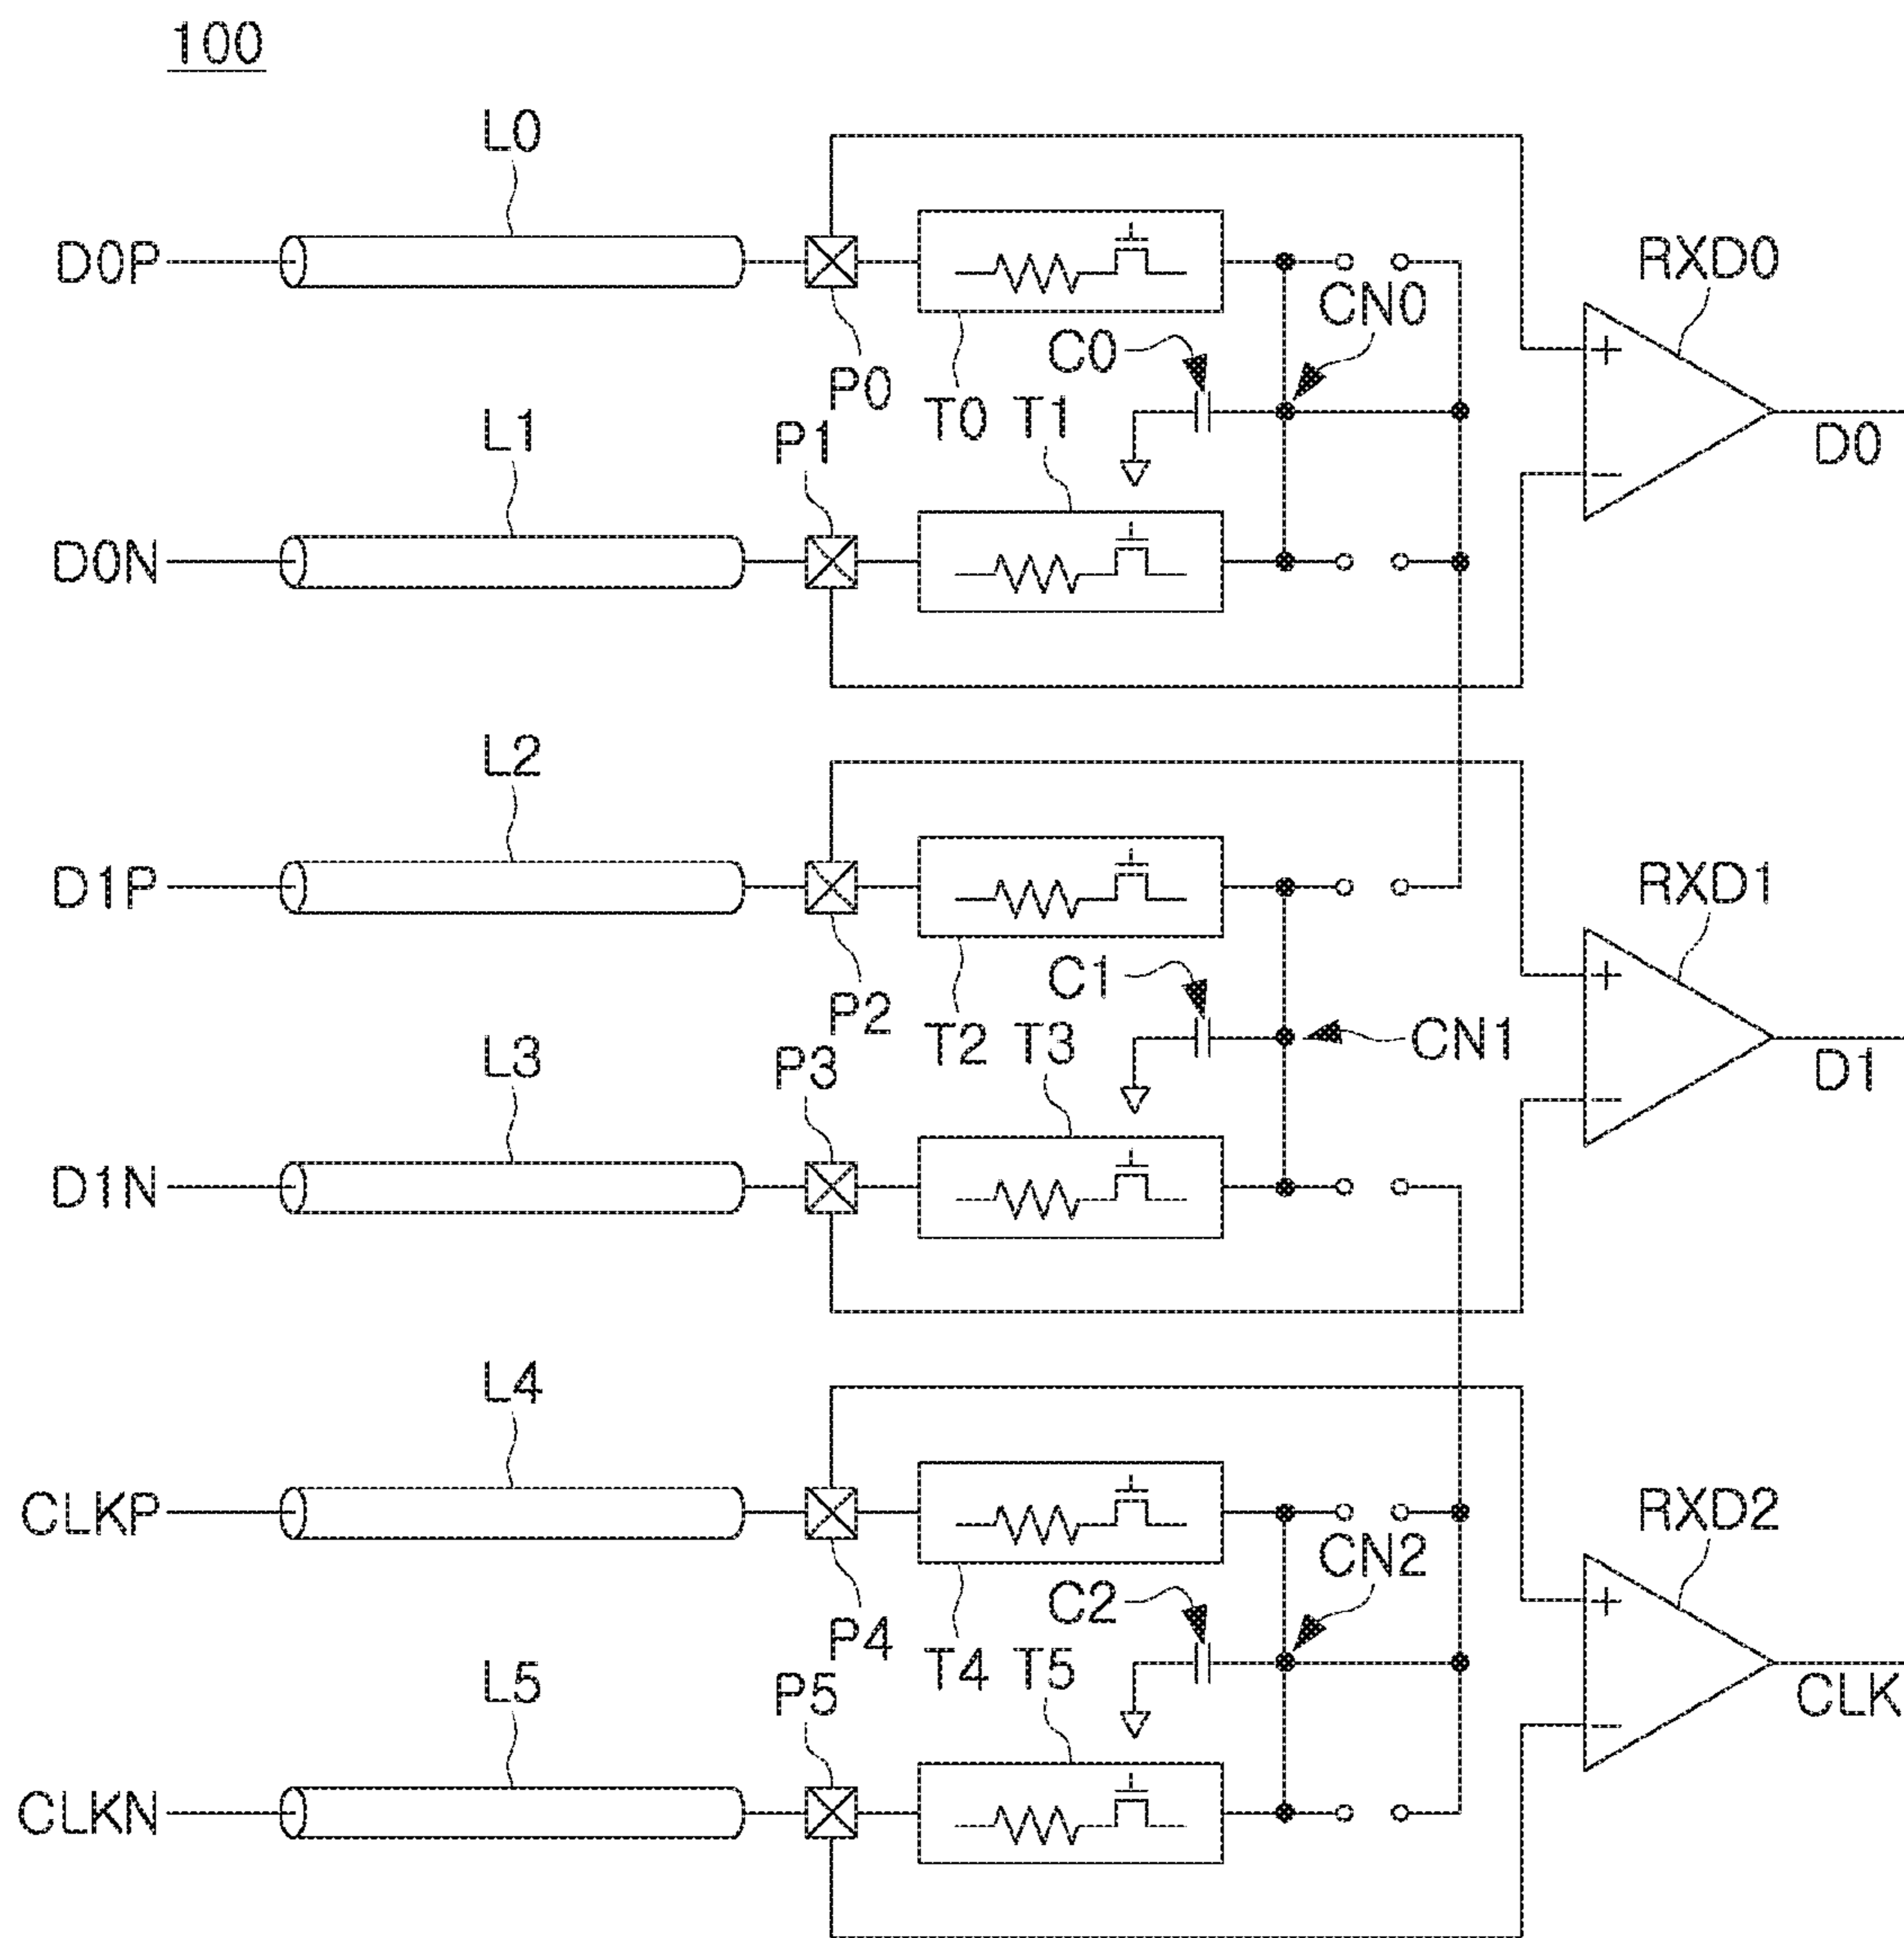 100
L0
D0P
P0
T0
C0
CN0
RXD0
+
−
D0
L1
D0N
P1
T1
L2
D1P
P2
T2
C1
CN1
RXD1
+
−
D1
L3
D1N
P3
T3
L4
CLKP
P4
T4
C2
CN2
RXD2
+
−
CLK
L5
CLKN
P5
T5